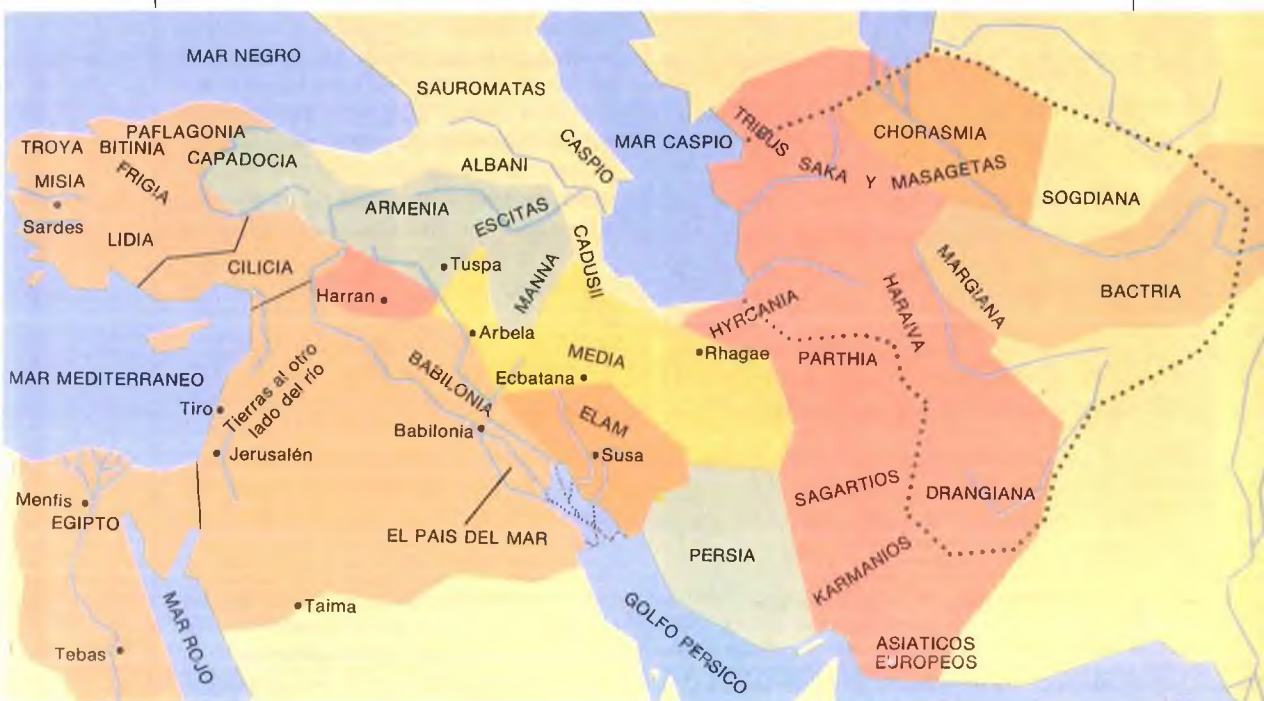 MAR NEGRO
SAUROMATAS
MAR CASPIO
CASPIO
ALBANI
TRIBUS
SAKA Y MASAGETAS
CHORASMIA
SOGDIANA
PAFLAGONIA
TROYA
BITINIA
CAPADOCIA
MISIA
FRIGIA
Sardes
LIDIA
CILICIA
ARMENIA
ESCITAS
Tuspa
MANNA
CADUSII
Harran
Arbela
MEDIA
Ecbatana
Rhagae
HYRCANIA
PARTHIA
HARAIVA
MARGIANA
BACTRIA
MAR MEDITERRANEO
Tiro
Tierras al otro
lado del río
Jerusalén
BABILONIA
Babilonia
ELAM
Susa
Menfis
EGIPTO
EL PAIS DEL MAR
PERSIA
SAGARTIOS
DRANGIANA
KARMANIOS
Taima
MAR ROJO
Tebas
GOLFO PERSICO
ASIATICOS
EUROPEOS